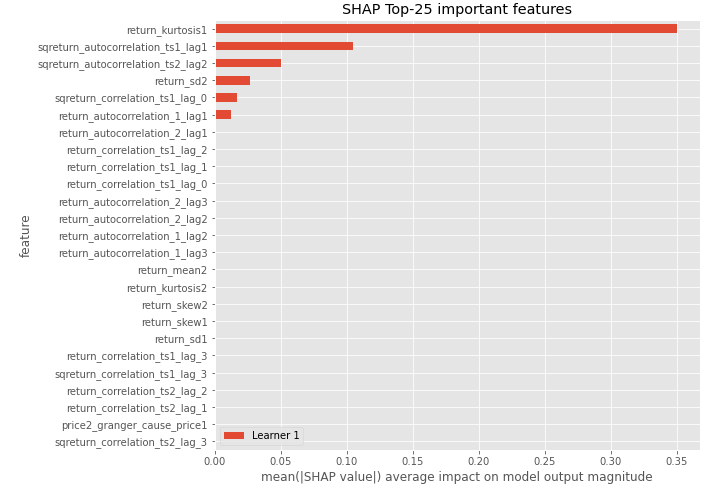 SHAP Top-25 important features
return_kurtosis1
sqreturn_autocorrelation_ts1_lag1
sqreturn_autocorrelation_ts2_lag2
return_sd2
sqreturn_correlation_ts1_lag_0
return_autocorrelation_1_lag1
return_autocorrelation_2_lag1
return_correlation_ts1_lag_2
return_correlation_ts1_lag_1
return_correlation_ts1_lag_0
return_autocorrelation_2_lag3
return_autocorrelation_2_lag2
return_autocorrelation_1_lag2
return_autocorrelation_1_lag3
return_mean2
return_kurtosis2
return_skew2
return_skew1
return_sd1
return_correlation_ts1_lag_3
sqreturn_correlation_ts1_lag_3
return_correlation_ts2_lag_2
return_correlation_ts2_lag_1
price2_granger_cause_price1
sqreturn_correlation_ts2_lag_3
feature
Learner 1
0.00 0.05 0.10 0.15 0.20 0.25 0.30 0.35
mean(|SHAP value|) average impact on model output magnitude